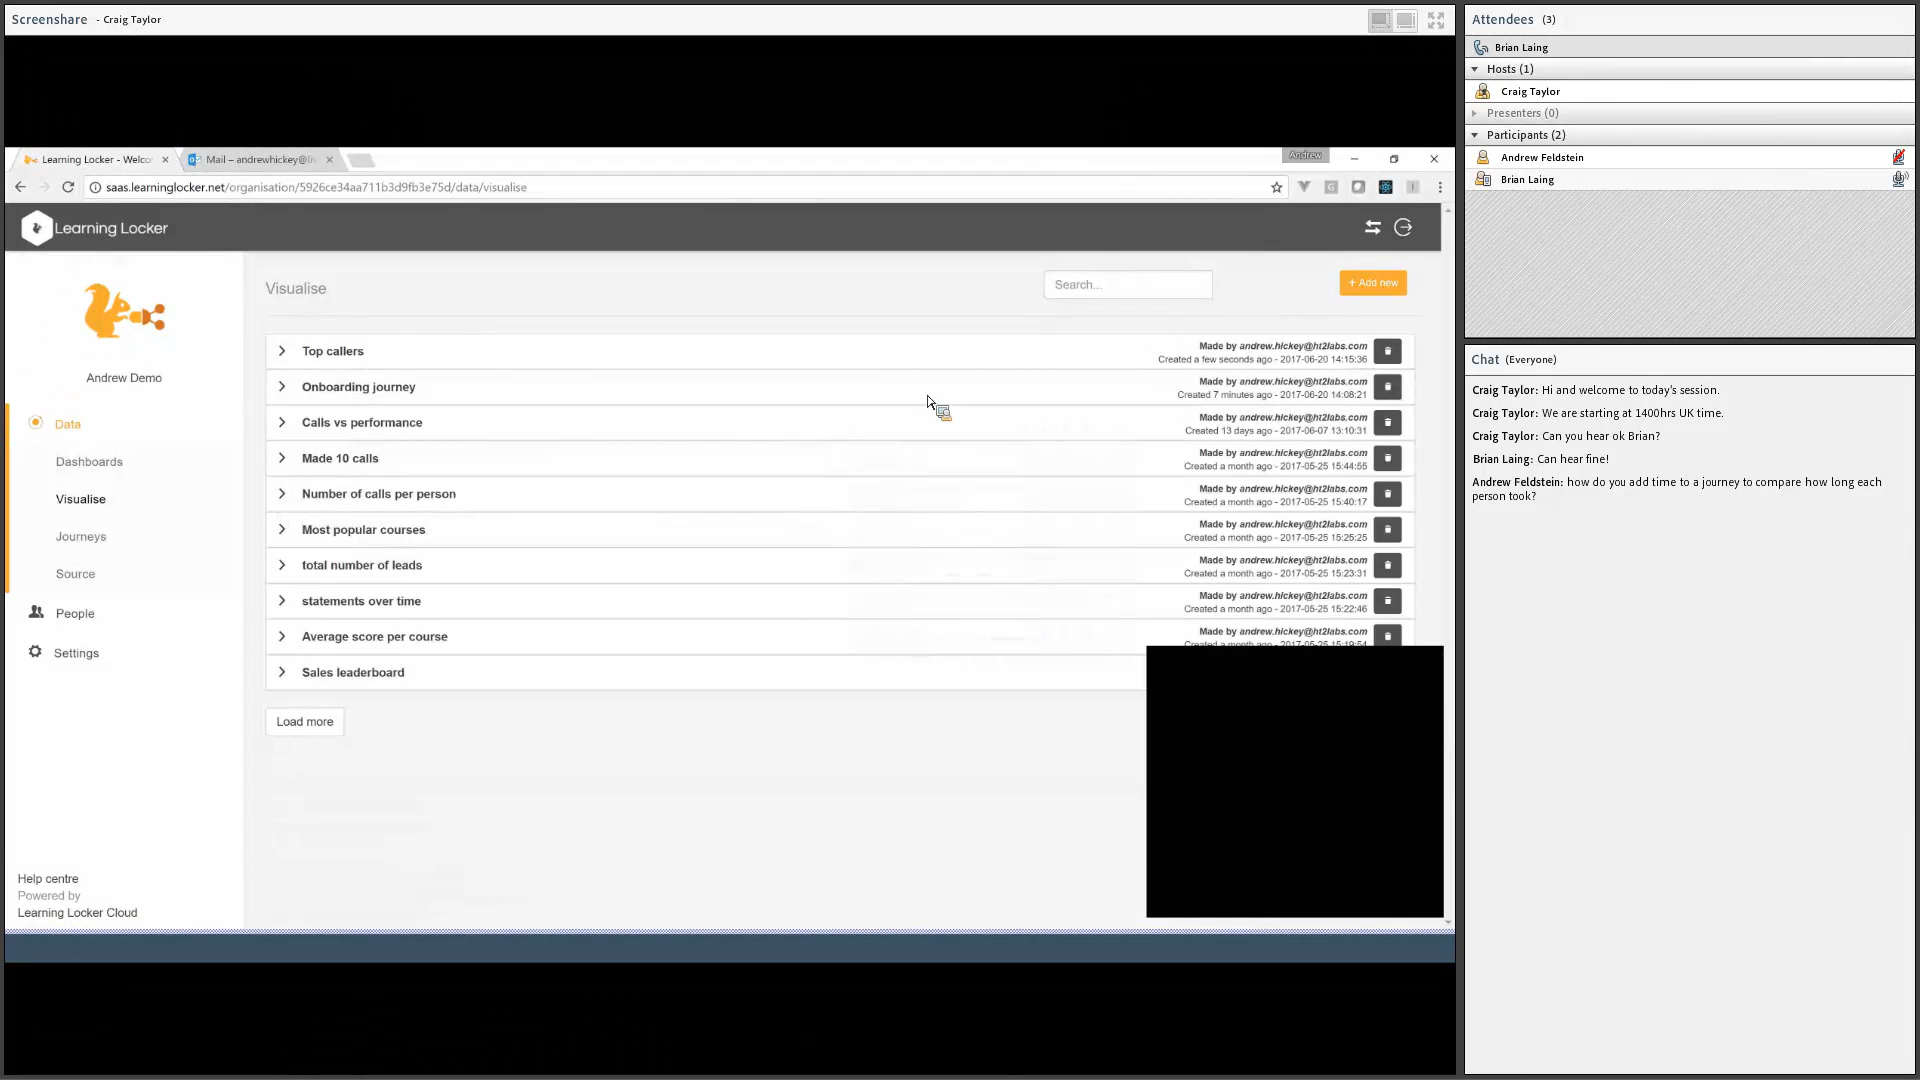 Screenshare - Craig Taylor
Learning Locker - Welco
Mail – andrewhickey@li
Andrew
saas.learninglocker.net/organisation/5926ce34aa711b3d9fb3e75d/data/visualise
Learning Locker
Andrew Demo
Data
Dashboards
Visualise
Journeys
Source
People
Settings
Help centre
Powered by
Learning Locker Cloud
Visualise
Search...
+ Add new
Top callers
Made by andrew.hickey@ht2labs.com
Created a few seconds ago - 2017-06-20 14:15:36
Onboarding journey
Made by andrew.hickey@ht2labs.com
Created 7 minutes ago - 2017-06-20 14:08:21
Calls vs performance
Made by andrew.hickey@ht2labs.com
Created 13 days ago - 2017-06-07 13:10:31
Made 10 calls
Made by andrew.hickey@ht2labs.com
Created a month ago - 2017-05-25 15:44:55
Number of calls per person
Made by andrew.hickey@ht2labs.com
Created a month ago - 2017-05-25 15:40:17
Most popular courses
Made by andrew.hickey@ht2labs.com
Created a month ago - 2017-05-25 15:25:25
total number of leads
Made by andrew.hickey@ht2labs.com
Created a month ago - 2017-05-25 15:23:31
statements over time
Made by andrew.hickey@ht2labs.com
Created a month ago - 2017-05-25 15:22:46
Average score per course
Made by andrew.hickey@ht2labs.com
Created a month ago - 2017-05-25 15:19:54
Sales leaderboard
Load more
Attendees (3)
Brian Laing
Hosts (1)
Craig Taylor
Presenters (0)
Participants (2)
Andrew Feldstein
Brian Laing
Chat (Everyone)
Craig Taylor: Hi and welcome to today's session.
Craig Taylor: We are starting at 1400hrs UK time.
Craig Taylor: Can you hear ok Brian?
Brian Laing: Can hear fine!
Andrew Feldstein: how do you add time to a journey to compare how long each
person took?